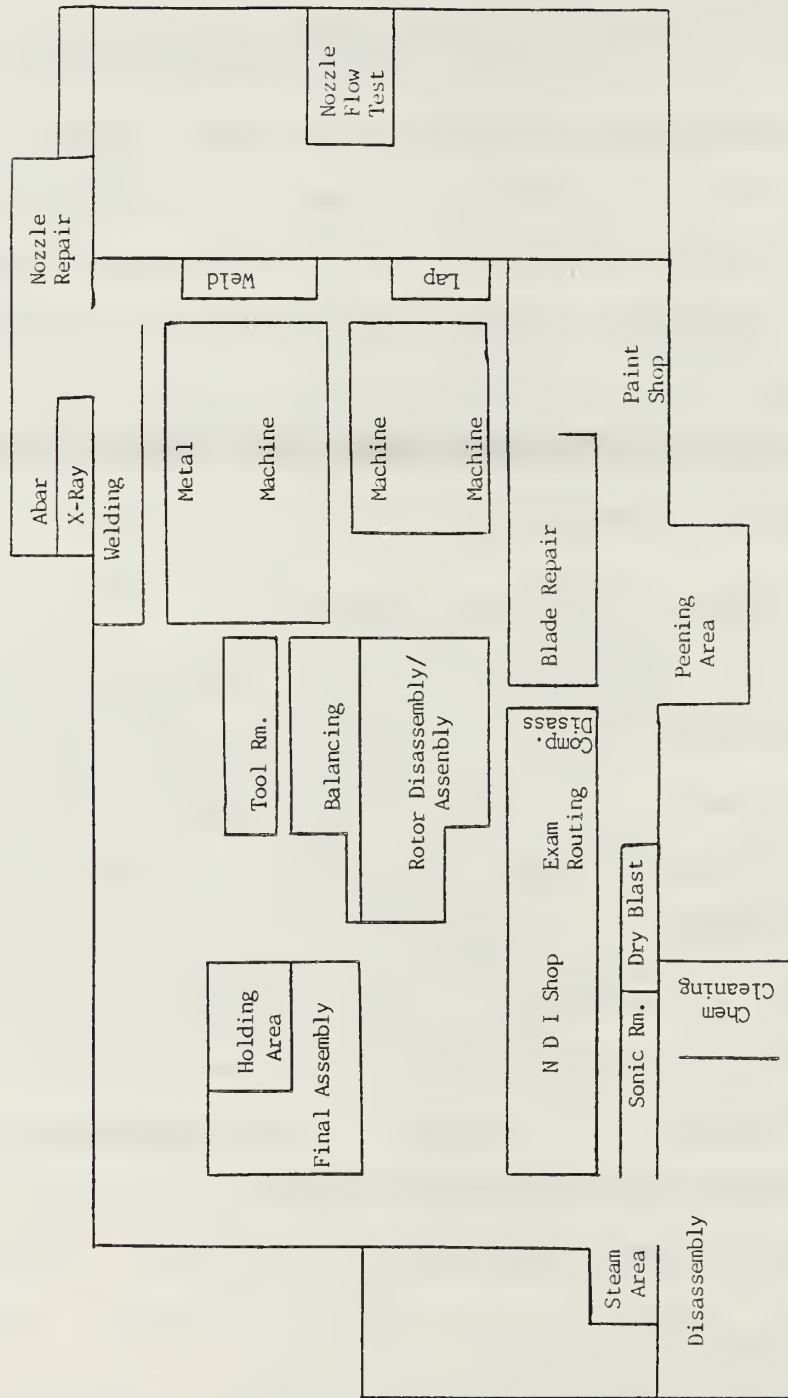 Nozzle
Repair
Abar
X-Ray
Welding
Nozzle
Flow
Test
Weld
Lap
Metal
Machine
Machine
Machine
Paint
Shop
Tool Rm.
Balancing
Rotor Disassembly/
Assenbly
Blade Repair
Peening
Area
Holding
Area
Final Assembly
N D I Shop
Exam
Routing
Comp.
Disass
Sonic Rm.
Dry Blast
Chem
Cleaning
Steam
Area
Disassembly